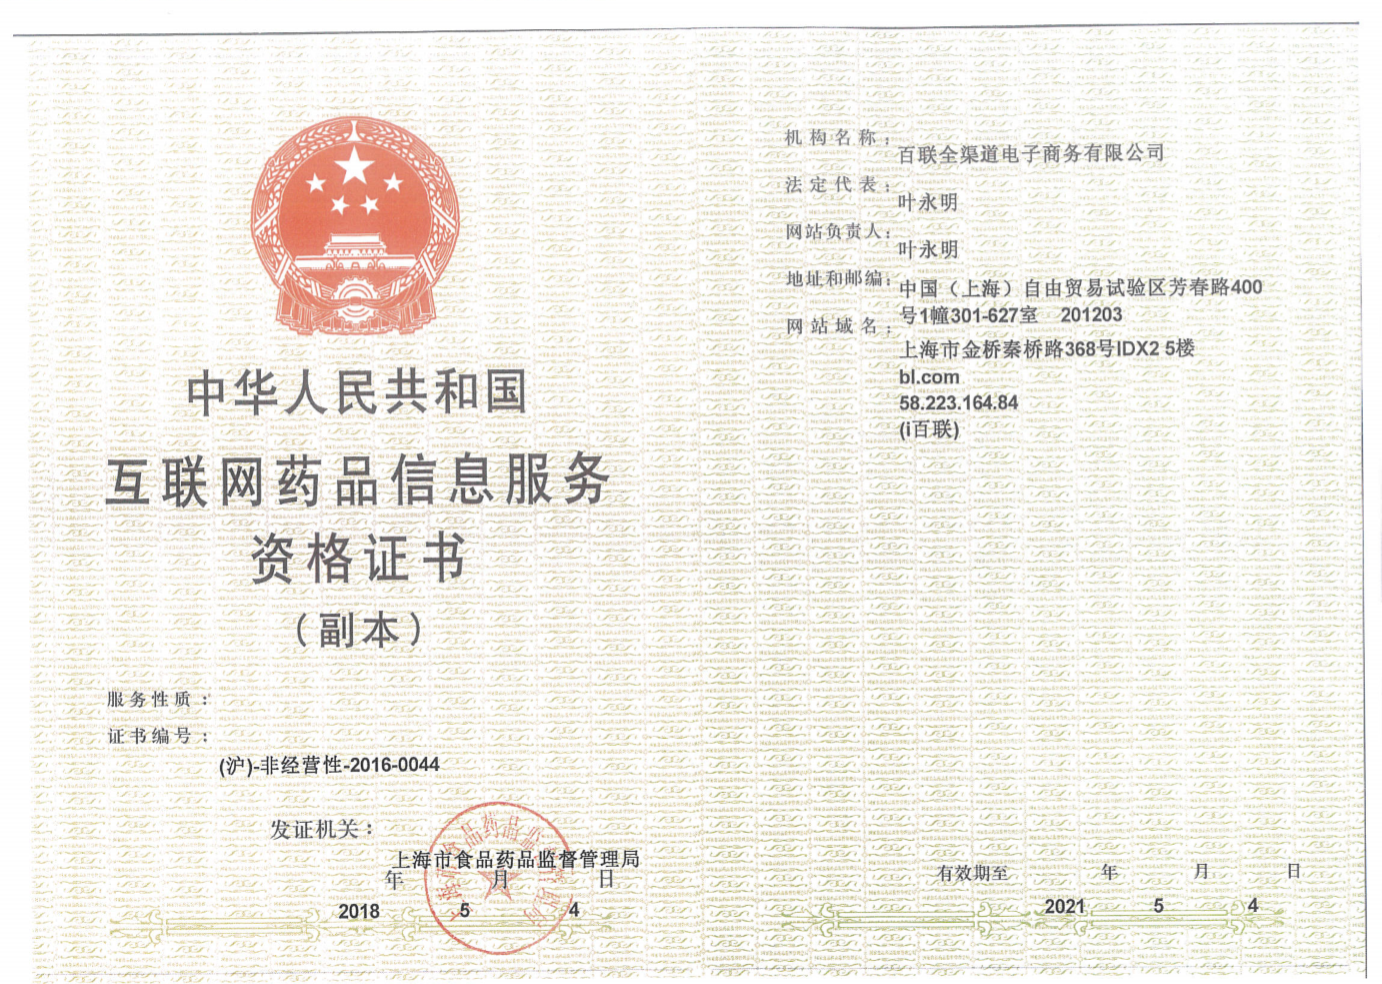 中华人民共和国
互联网药品信息服务
资格证书
（副本）
服务性质：
证书编号：
(沪)-非经营性-2016-0044
发证机关：
上海市食品药品监督管理局
年 月 日
2018 5 4
机构名称：
百联全渠道电子商务有限公司
法定代表：
叶永明
网站负责人：
叶永明
地址和邮编：
中国（上海）自由贸易试验区芳春路400
号1幢301-627室 201203
网站域名：
上海市金桥秦桥路368号IDX2 5楼
bl.com
58.223.164.84
(i百联)
有效期至 年 月 日
2021 5 4